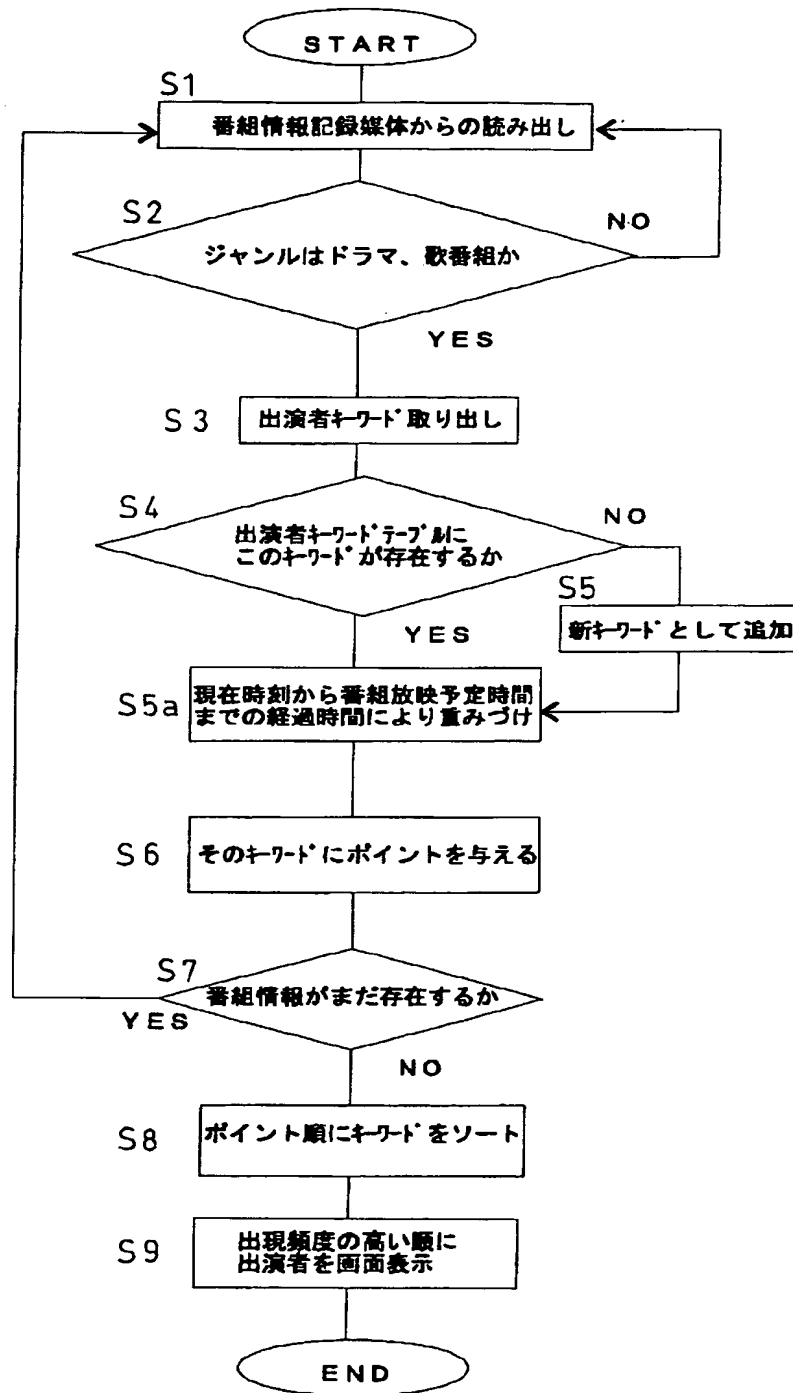 START
S1
番組情報記録媒体からの読み出し
S2
NO
ジャンルはドラマ、歌番組か
YES
S3
出演者ｷｰﾜｰﾄﾞ取り出し
S4
NO
出演者ｷｰﾜｰﾄﾞﾃｰﾌﾞﾙに
このｷｰﾜｰﾄﾞが存在するか
S5
新ｷｰﾜｰﾄﾞとして追加
YES
S5a
現在時刻から番組放映予定時間
までの経過時間により重みづけ
S6
そのｷｰﾜｰﾄﾞにポイントを与える
S7
番組情報がまだ存在するか
YES
NO
S8
ポイント順にｷｰﾜｰﾄﾞをソート
S9
出現頻度の高い順に
出演者を画面表示
END